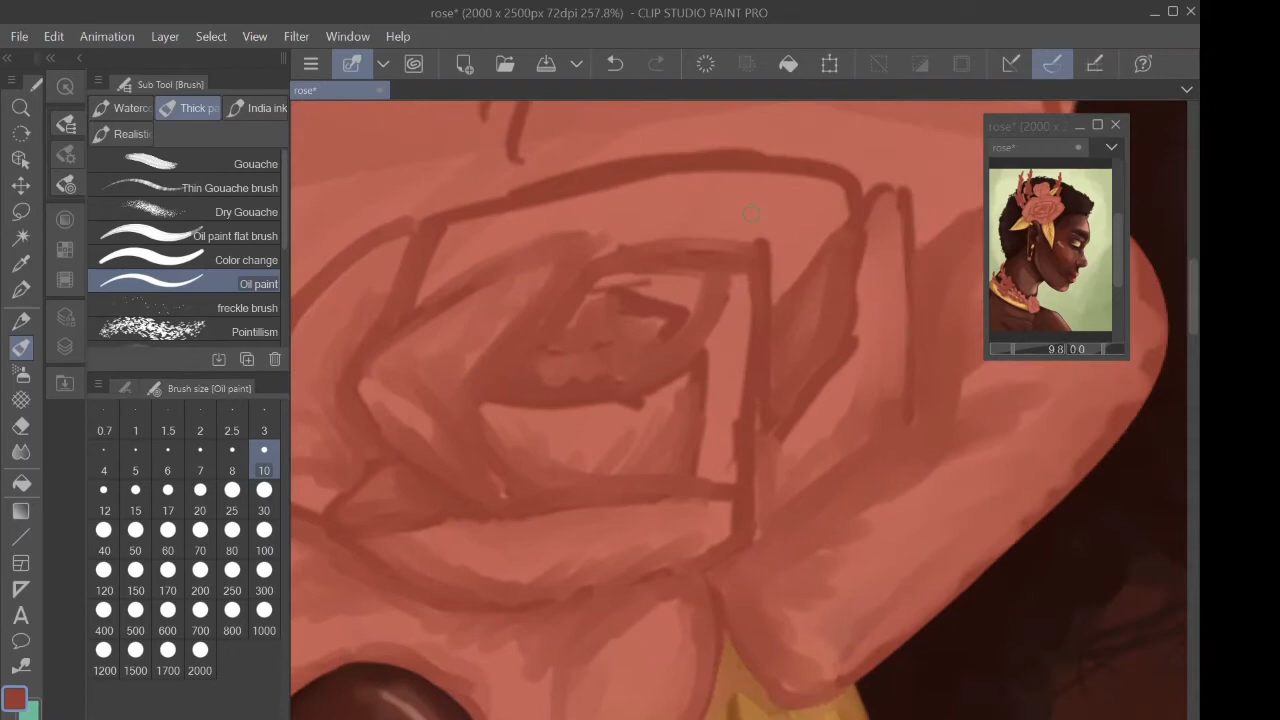 rose* (2000 x 2500px 72dpi 257.8%) - CLIP STUDIO PAINT PRO
File Edit Animation Layer Select View Filter Window Help
Sub Tool [Brush]
rose*
Thick pa India ink
Realistic
Gouache
Thin Gouache brush
Dry Gouache
Oil paint flat brush
Color change
Oil paint
freckle brush
Pointilism
Brush size [Oil paint]
0.7 1 1.5 2 2.5 3
4 5 6 7 8 10
12 15 17 20 25 30
40 50 60 70 80 100
120 150 170 200 250 300
400 500 600 700 800 1000
1200 1500 1700 2000
rose* (2000 x 2
rose*